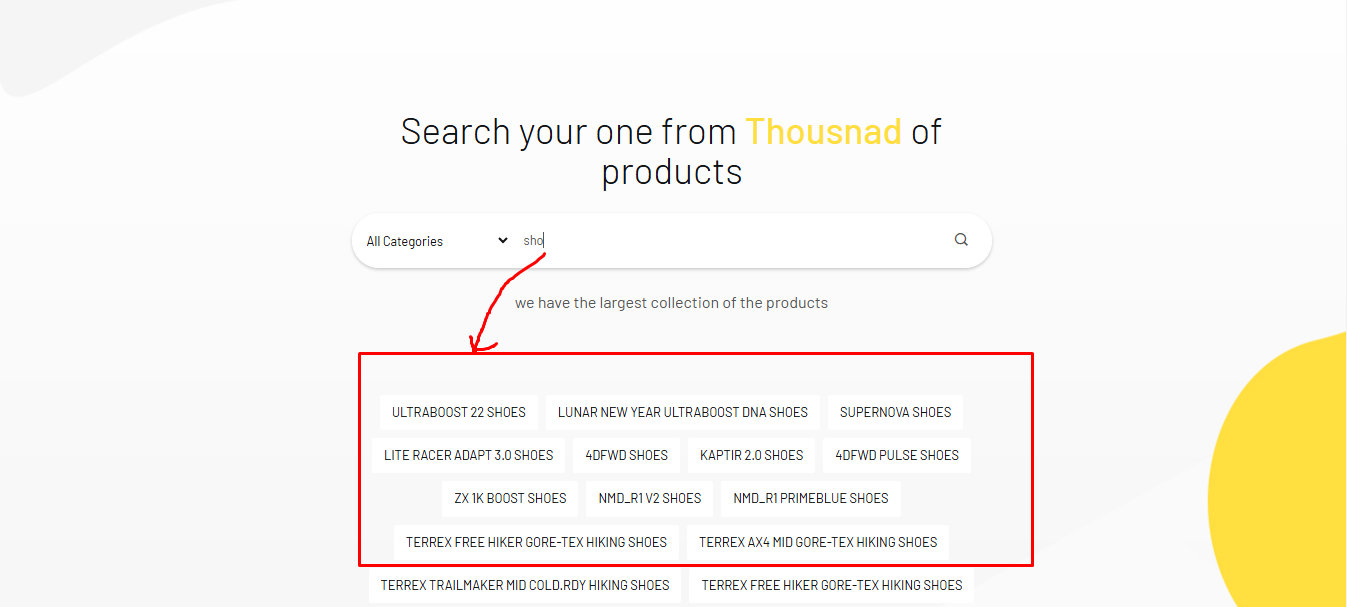 Search your one from Thousnad of
products
All Categories sho
we have the largest collection of the products
ULTRABOOST 22 SHOES LUNAR NEW YEAR ULTRABOOST DNA SHOES SUPERNOVA SHOES
LITE RACER ADAPT 3.0 SHOES 4DFWD SHOES KAPTIR 2.0 SHOES 4DFWD PULSE SHOES
ZX 1K BOOST SHOES NMD_R1 V2 SHOES NMD_R1 PRIMEBLUE SHOES
TERREX FREE HIKER GORE-TEX HIKING SHOES TERREX AX4 MID GORE-TEX HIKING SHOES
TERREX TRAILMAKER MID COLD.RDY HIKING SHOES TERREX FREE HIKER GORE-TEX HIKING SHOES